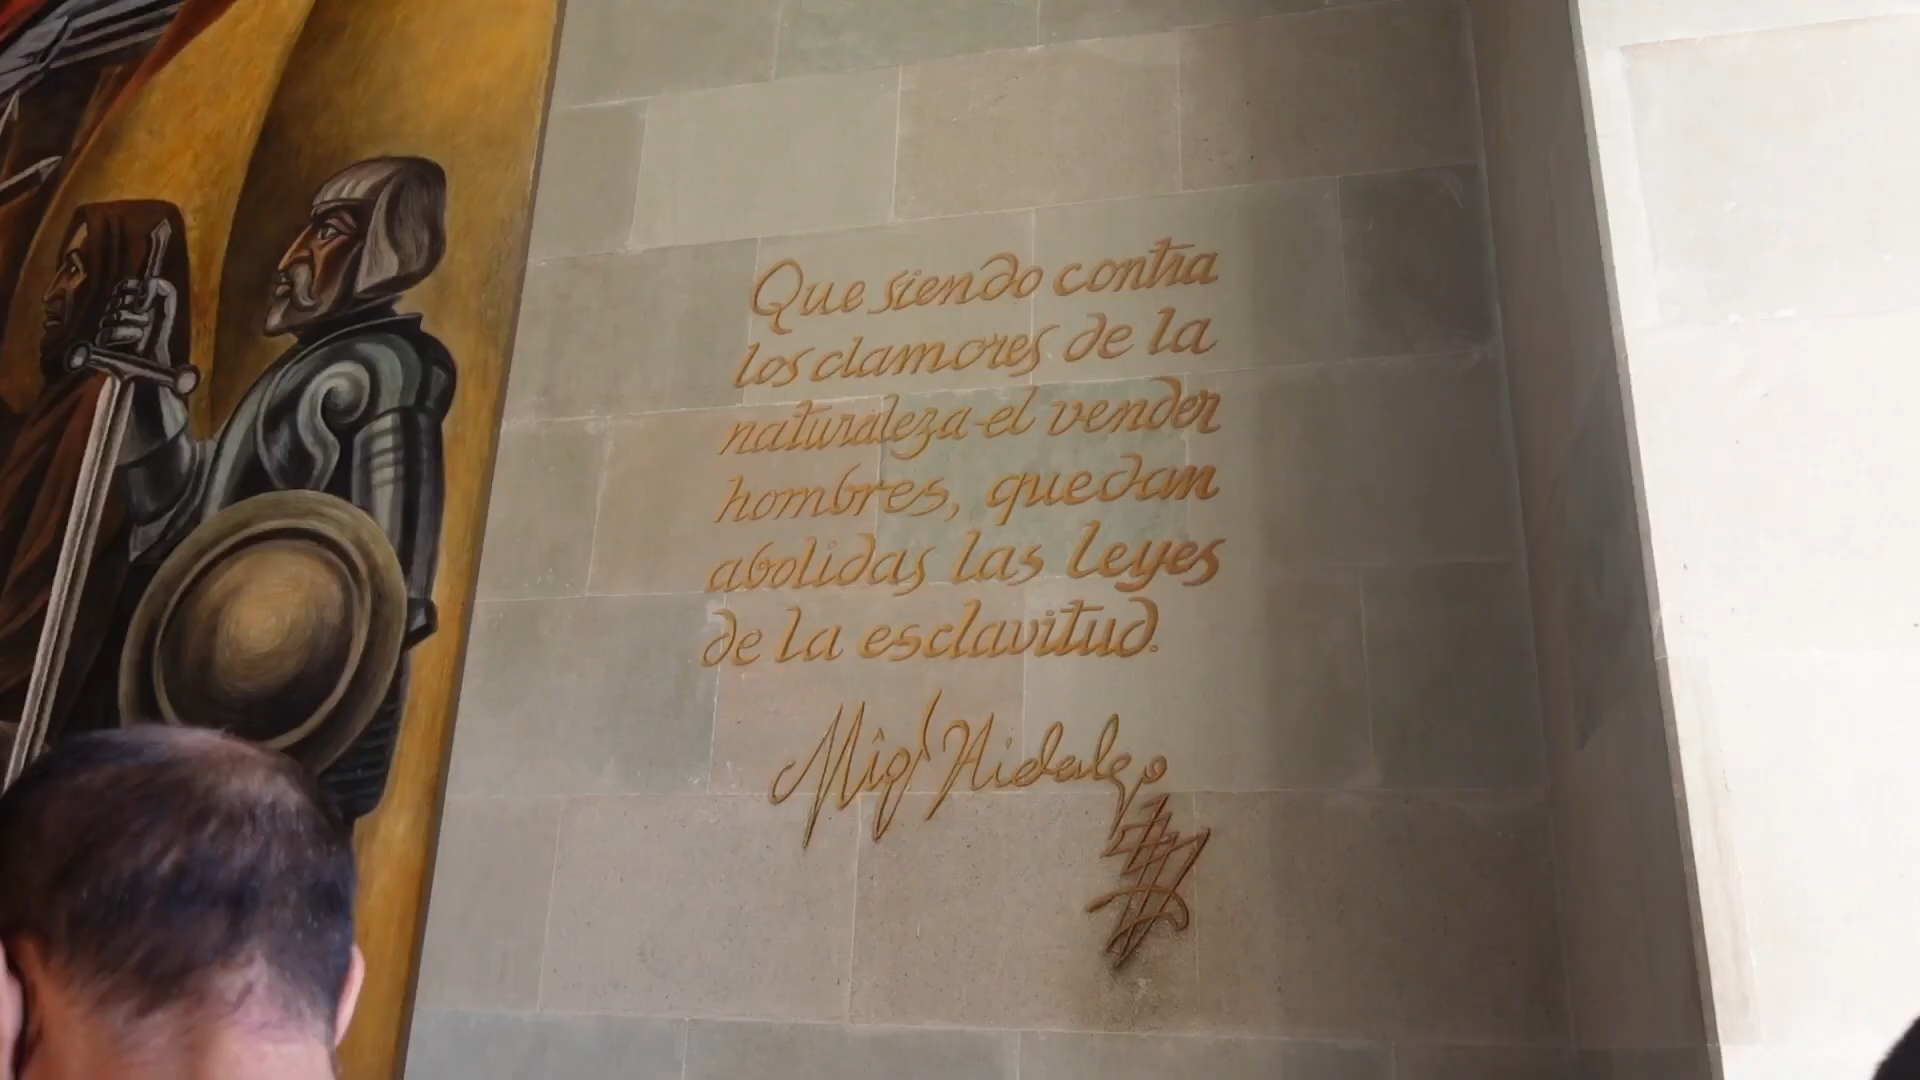 Que siendo contra
los clamores de la
naturaleza el vender
hombres, quedan
abolidas las leyes
de la esclavitud.
Migl Hidalgo